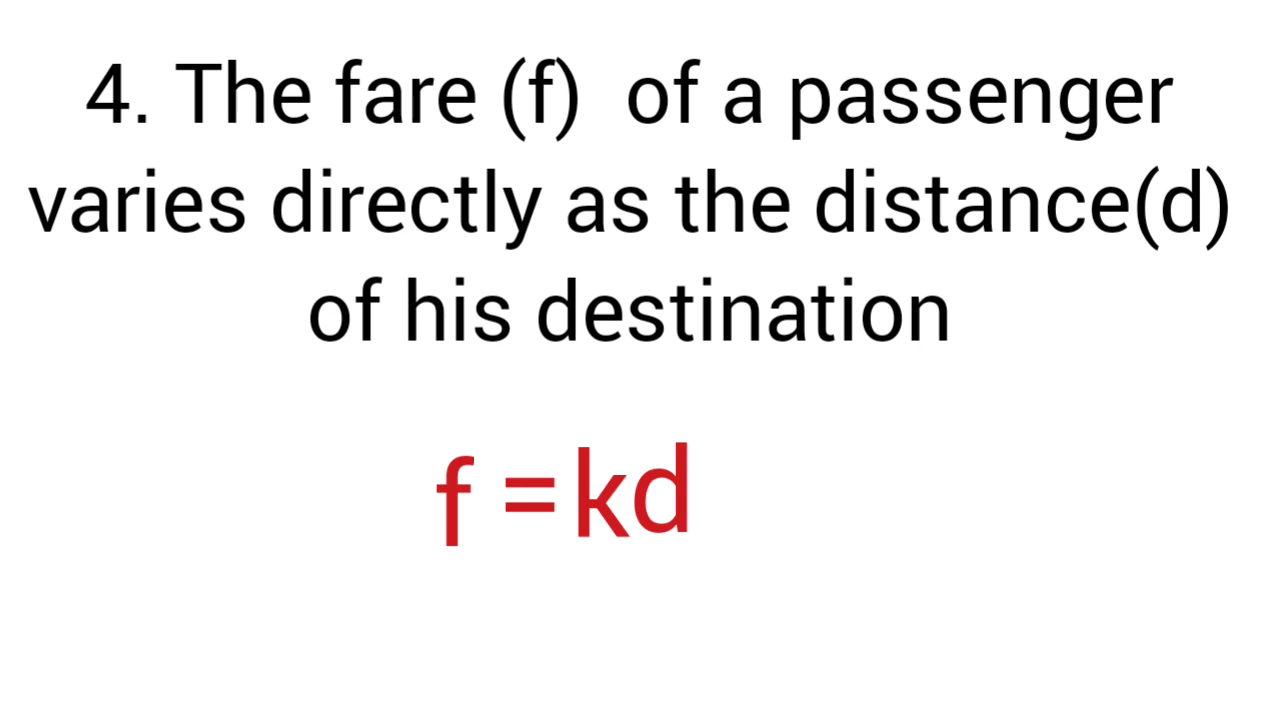 4. The fare (f)  of a passenger
varies directly as the distance(d)
of his destination
f =kd